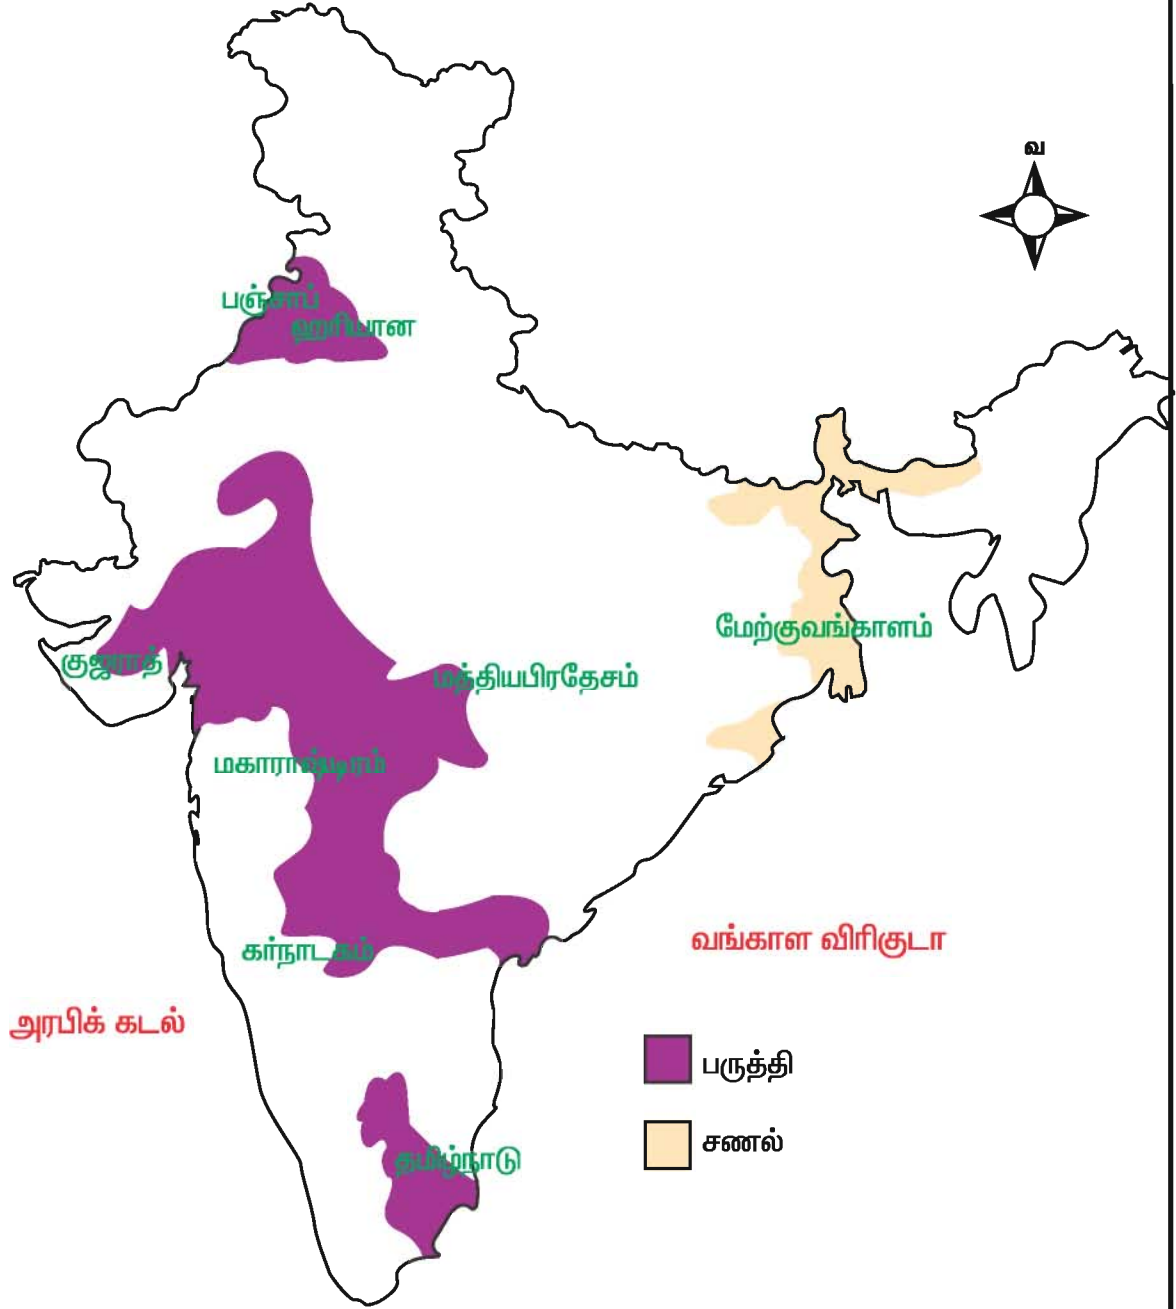 வ
பஞ்சாப்
ஹரியான
மேற்குவங்காளம்
குஜராத்
மத்தியபிரதேசம்
மகாராஷ்டிரம்
கர்நாடகம்
வங்காள விரிகுடா
அரபிக் கடல்
பருத்தி
சணல்
தமிழ்நாடு